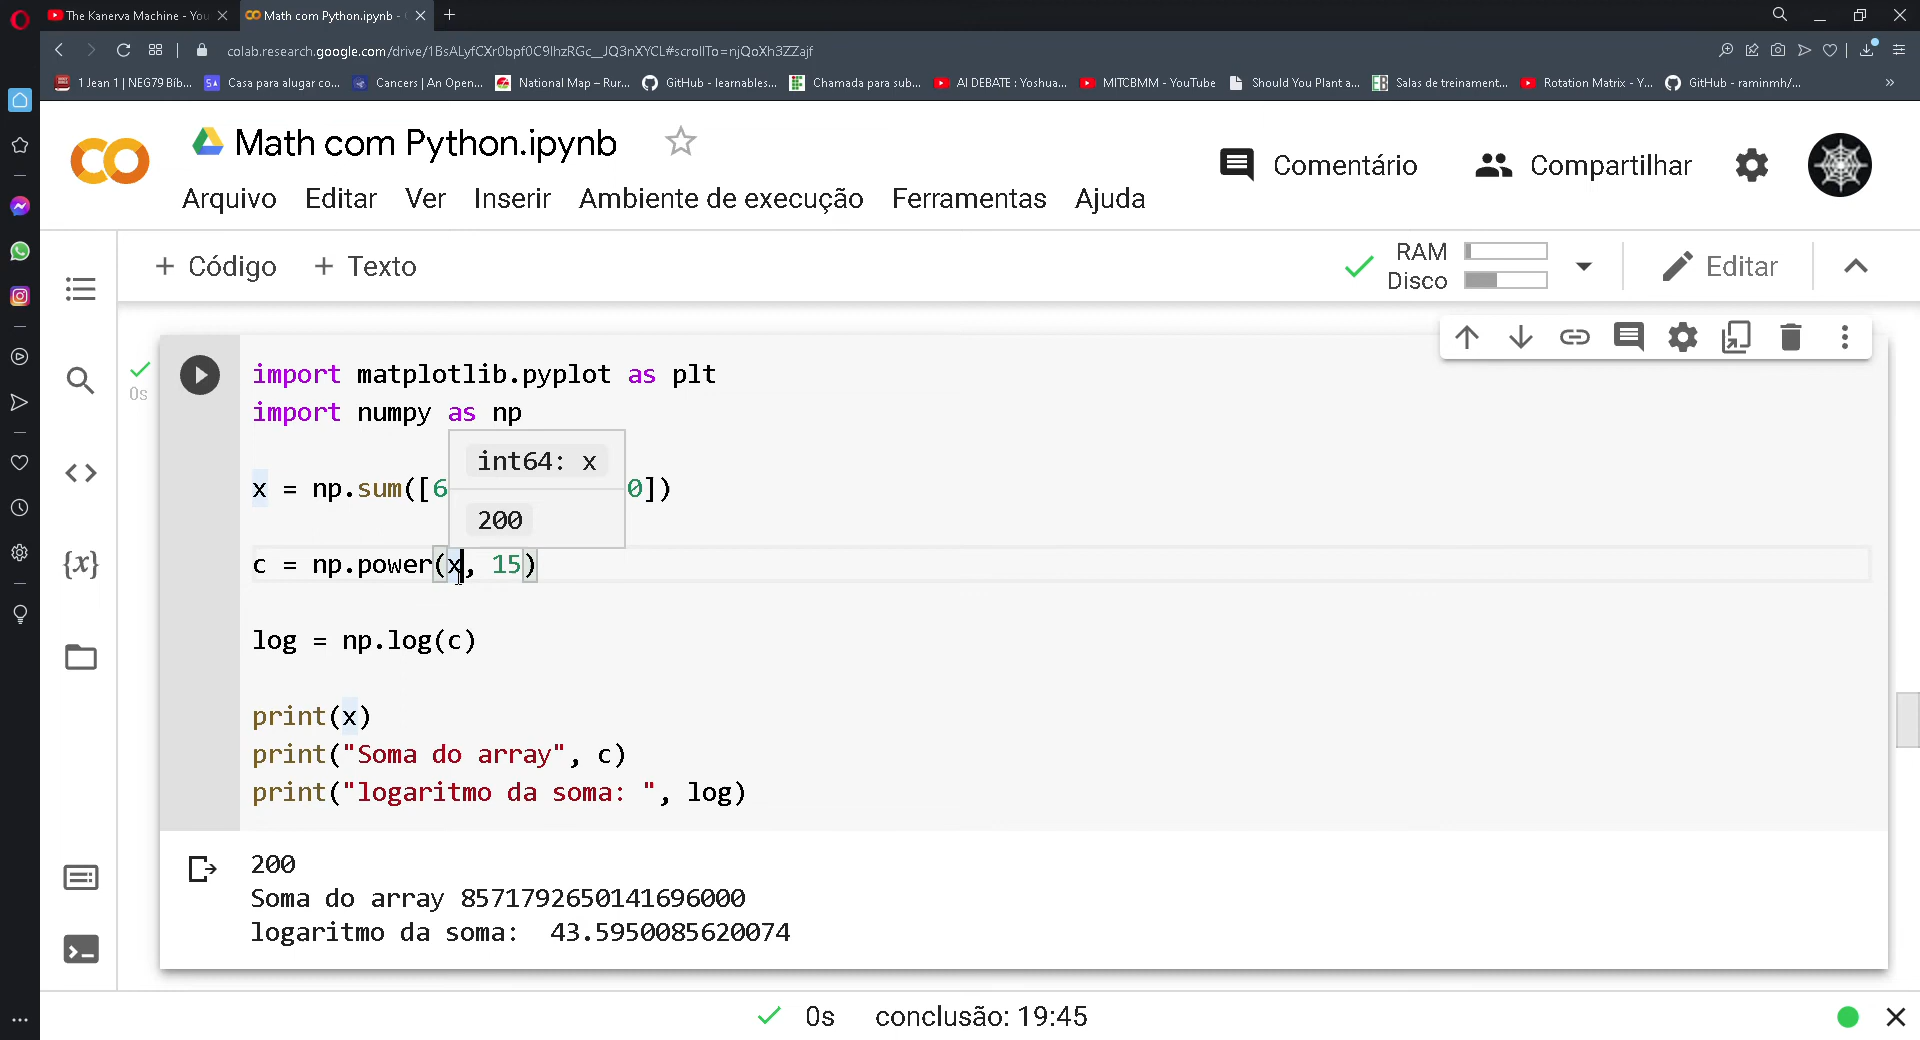 The Kanerva Machine - You
Math com Python.ipynb -
colab.research.google.com/drive/1BsALyfCXr0bpf0C9lhzRGc__JQ3nXYCL#scrollTo=njQoXh3ZZajf
1 Jean 1 | NEG79 Bíb...
Casa para alugar co...
Cancers | An Open...
National Map – Rur...
GitHub - learnables...
Chamada para sub...
AI DEBATE : Yoshua...
MITCBMM - YouTube
Should You Plant a...
Salas de treinament...
Rotation Matrix - Y...
GitHub - raminmh/...
Math com Python.ipynb
Comentário
Compartilhar
Arquivo Editar Ver Inserir Ambiente de execução Ferramentas Ajuda
+ Código + Texto
RAM
Disco
Editar
0s
import matplotlib.pyplot as plt
import numpy as np
int64: x
x = np.sum([6 0])
200
c = np.power(x, 15)
log = np.log(c)
print(x)
print("Soma do array", c)
print("logaritmo da soma: ", log)
200
Soma do array 8571792650141696000
logaritmo da soma:  43.5950085620074
0s conclusão: 19:45